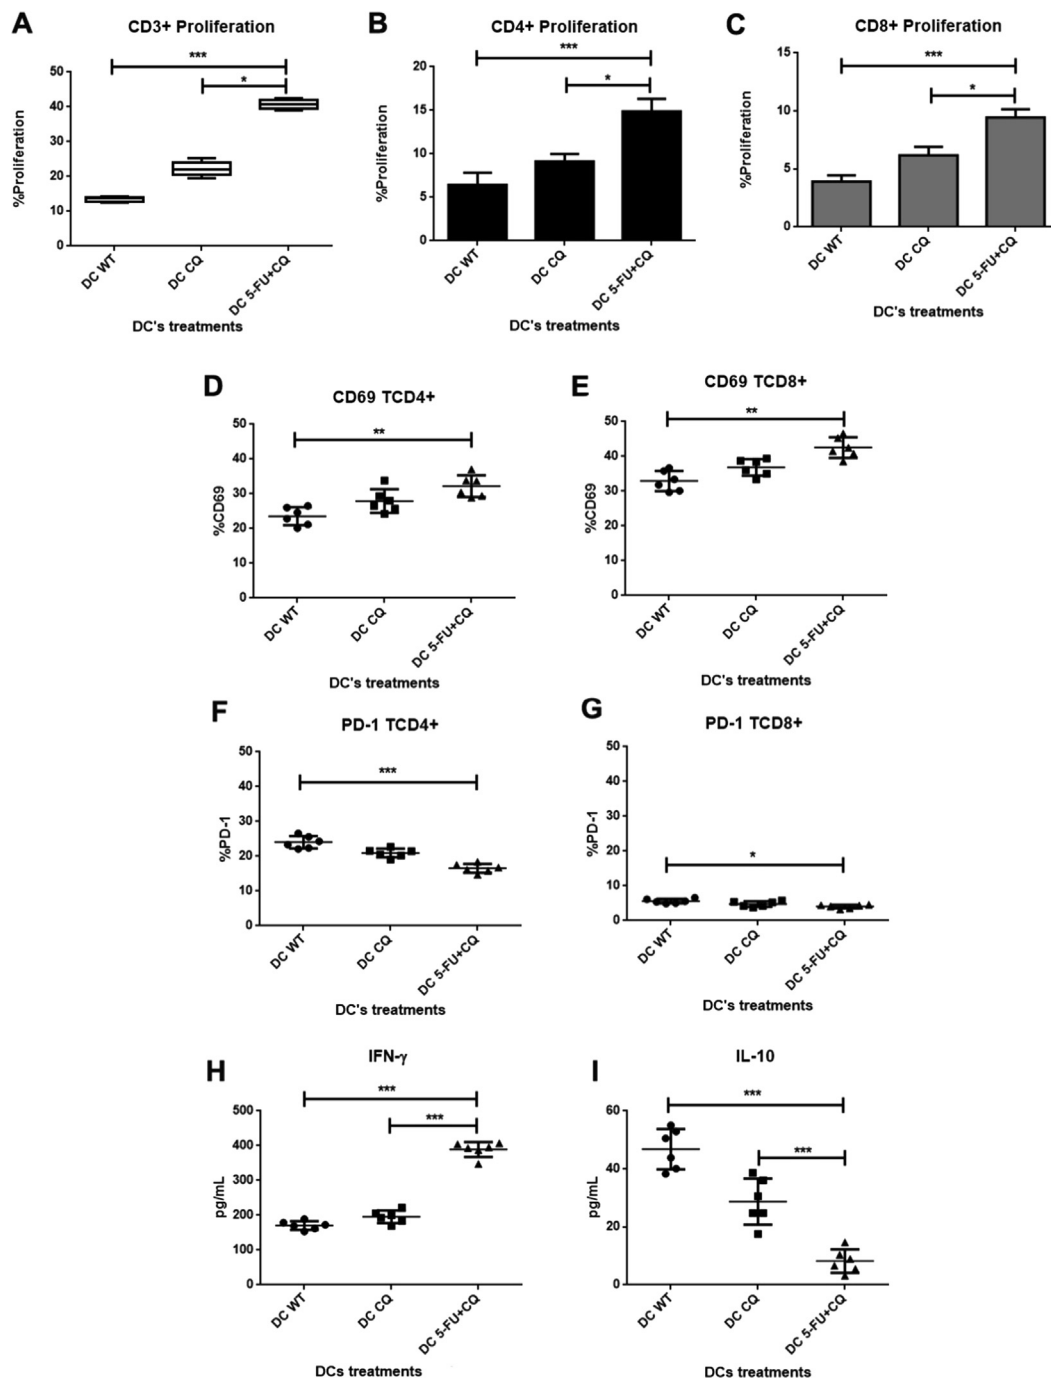 A
CD3+ Proliferation
***
*
%Proliferation
50
40
30
20
10
0
DC WT
DC CQ
DC 5-FU+CQ
DC's treatments
B
CD4+ Proliferation
***
*
%Proliferation
20
15
10
5
0
DC WT
DC CQ
DC 5-FU+CQ
DC's treatments
C
CD8+ Proliferation
***
*
%Proliferation
15
10
5
0
DC WT
DC CQ
DC 5-FU+CQ
DC's treatments
D
CD69 TCD4+
**
%CD69
50
40
30
20
10
0
DC WT
DC CQ
DC 5-FU+CQ
DC's treatments
E
CD69 TCD8+
**
%CD69
50
40
30
20
10
0
DC WT
DC CQ
DC 5-FU+CQ
DC's treatments
F
PD-1 TCD4+
***
%PD-1
50
40
30
20
10
0
DC WT
DC CQ
DC 5-FU+CQ
DC's treatments
G
PD-1 TCD8+
*
%PD-1
50
40
30
20
10
0
DC WT
DC CQ
DC 5-FU+CQ
DC's treatments
H
IFN-γ
***
***
pg/mL
500
400
300
200
100
0
DC WT
DC CQ
DC 5-FU+CQ
DCs treatments
I
IL-10
***
***
pg/mL
60
40
20
0
DC WT
DC CQ
DC 5-FU+CQ
DCs treatments